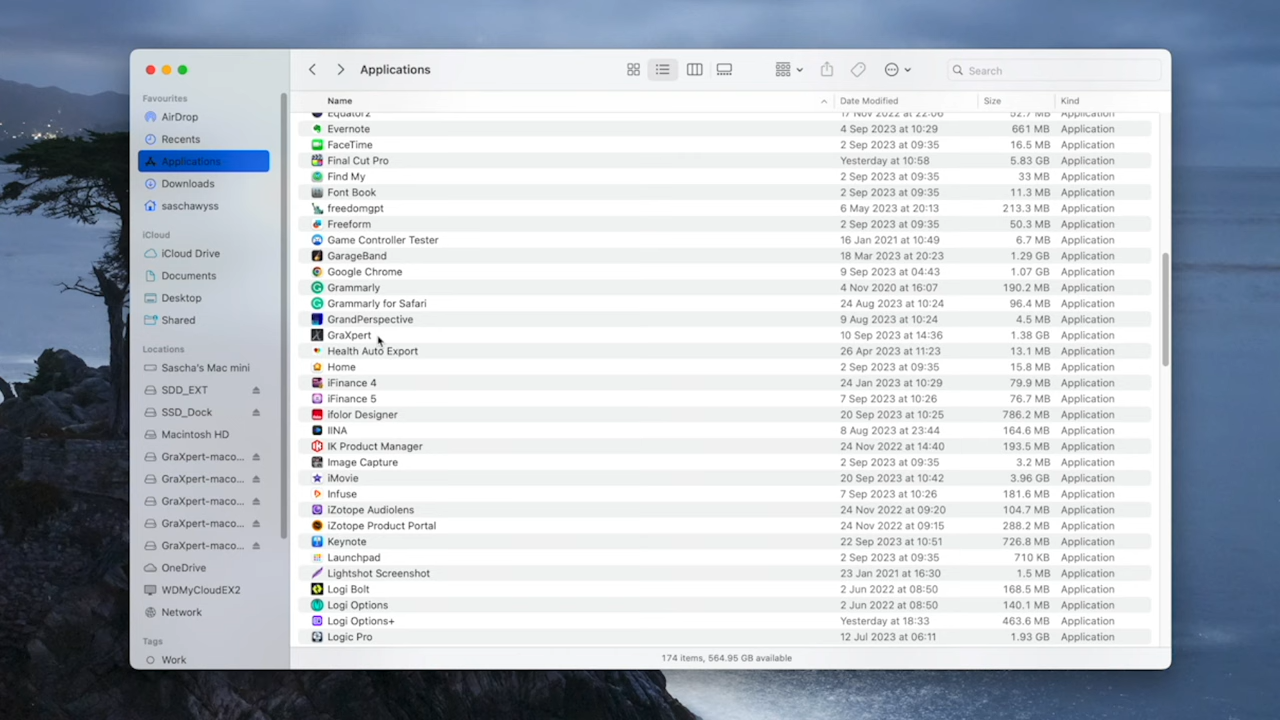 Applications
Search
Favourites
AirDrop
Recents
Applications
Downloads
saschawyss
iCloud
iCloud Drive
Documents
Desktop
Shared
Locations
Sascha's Mac mini
SDD_EXT
SSD_Dock
Macintosh HD
GraXpert-maco...
GraXpert-maco...
GraXpert-maco...
GraXpert-maco...
GraXpert-maco...
OneDrive
WDMyCloudEX2
Network
Tags
Work
Name Date Modified Size Kind
Equator2 17 Nov 2022 at 22:06 52.7 MB Application
Evernote 4 Sep 2023 at 10:29 661 MB Application
FaceTime 2 Sep 2023 at 09:35 16.5 MB Application
Final Cut Pro Yesterday at 10:58 5.83 GB Application
Find My 2 Sep 2023 at 09:35 33 MB Application
Font Book 2 Sep 2023 at 09:35 11.3 MB Application
freedomgpt 6 May 2023 at 20:13 213.3 MB Application
Freeform 2 Sep 2023 at 09:35 50.3 MB Application
Game Controller Tester 16 Jan 2021 at 10:49 6.7 MB Application
GarageBand 18 Mar 2023 at 20:23 1.29 GB Application
Google Chrome 9 Sep 2023 at 04:43 1.07 GB Application
Grammarly 4 Nov 2020 at 16:07 190.2 MB Application
Grammarly for Safari 24 Aug 2023 at 10:24 96.4 MB Application
GrandPerspective 9 Aug 2023 at 10:24 4.5 MB Application
GraXpert 10 Sep 2023 at 14:36 1.38 GB Application
Health Auto Export 26 Apr 2023 at 11:23 13.1 MB Application
Home 2 Sep 2023 at 09:35 15.8 MB Application
iFinance 4 24 Jan 2023 at 10:29 79.9 MB Application
iFinance 5 7 Sep 2023 at 10:26 76.7 MB Application
ifolor Designer 20 Sep 2023 at 10:25 786.2 MB Application
IINA 8 Aug 2023 at 23:44 164.6 MB Application
IK Product Manager 24 Nov 2022 at 14:40 193.5 MB Application
Image Capture 2 Sep 2023 at 09:35 3.2 MB Application
iMovie 20 Sep 2023 at 10:42 3.96 GB Application
Infuse 7 Sep 2023 at 10:26 181.6 MB Application
iZotope Audiolens 24 Nov 2022 at 09:20 104.7 MB Application
iZotope Product Portal 24 Nov 2022 at 09:15 288.2 MB Application
Keynote 22 Sep 2023 at 10:51 726.8 MB Application
Launchpad 2 Sep 2023 at 09:35 710 KB Application
Lightshot Screenshot 23 Jan 2021 at 16:30 1.5 MB Application
Logi Bolt 2 Jun 2022 at 08:50 168.5 MB Application
Logi Options 2 Jun 2022 at 08:50 140.1 MB Application
Logi Options+ Yesterday at 18:33 463.6 MB Application
Logic Pro 12 Jul 2023 at 06:11 1.93 GB Application
174 items, 564.95 GB available